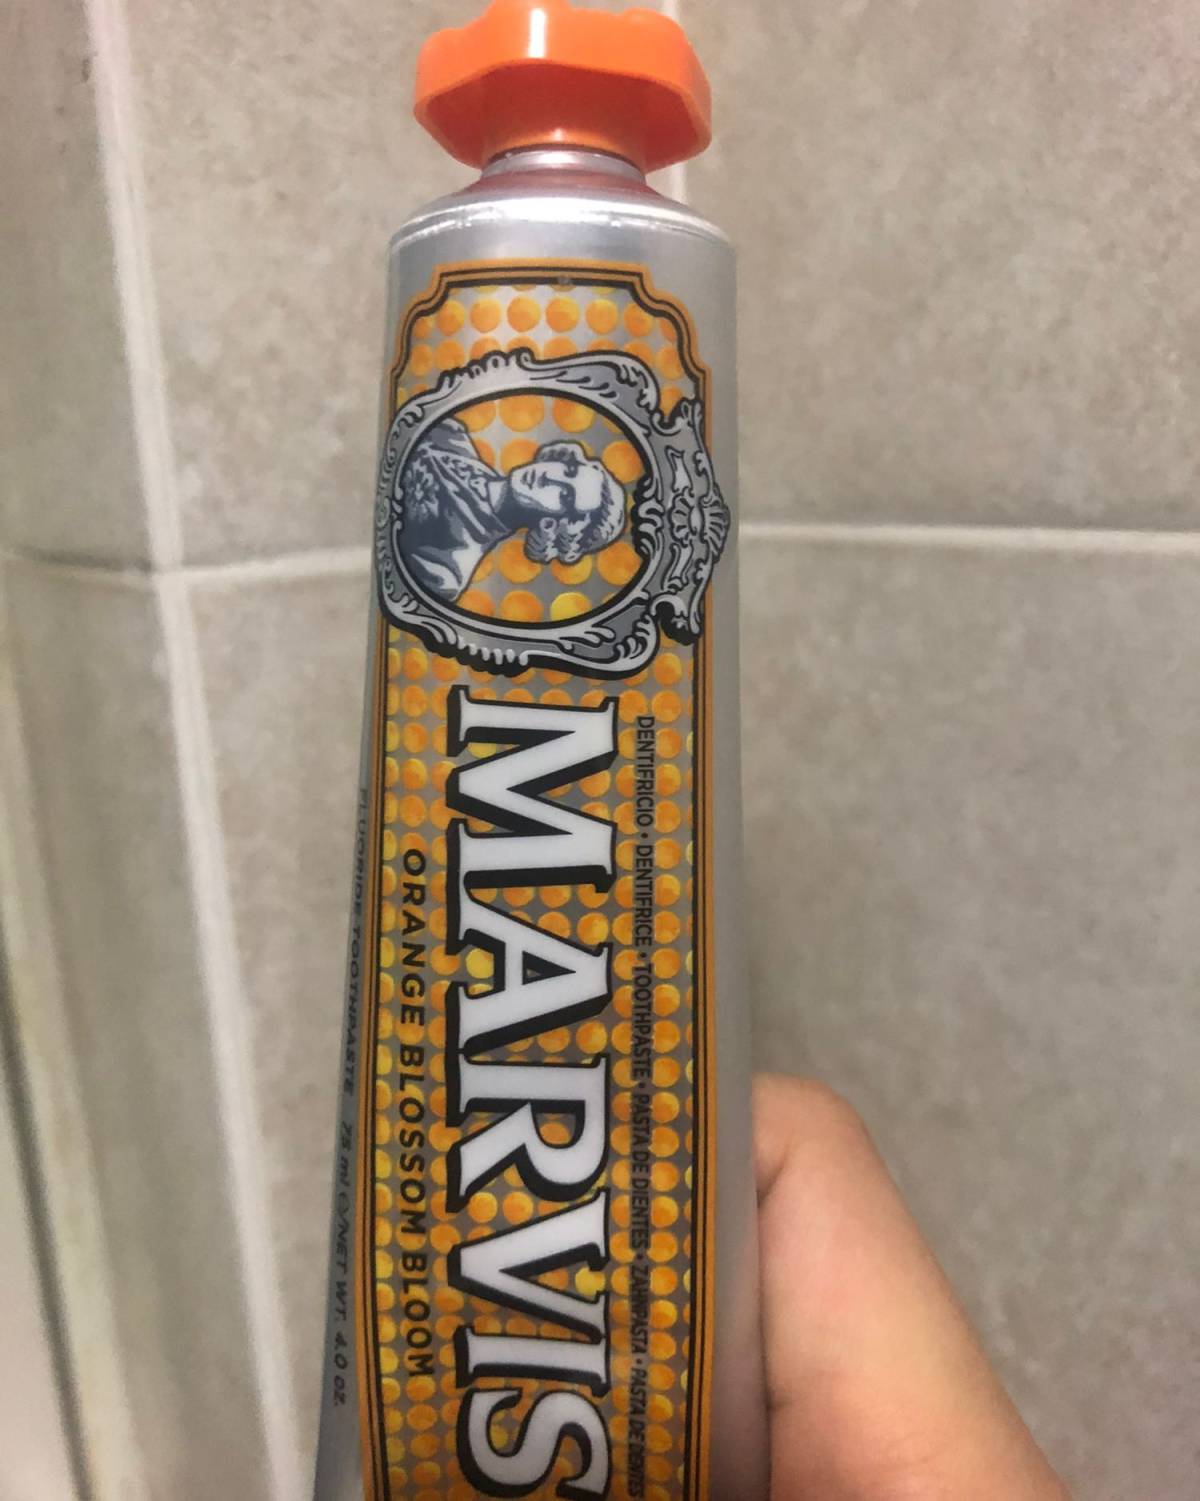 DENTIFRICIO • DENTIFRICE • TOOTHPASTE • PASTA DE DIENTES • ZAHNPASTA • PASTA DE DENTES
MARVIS
ORANGE BLOSSOM BLOOM
FLUORIDE TOOTHPASTE 75 ml ℮/NET WT. 4.0 OZ.